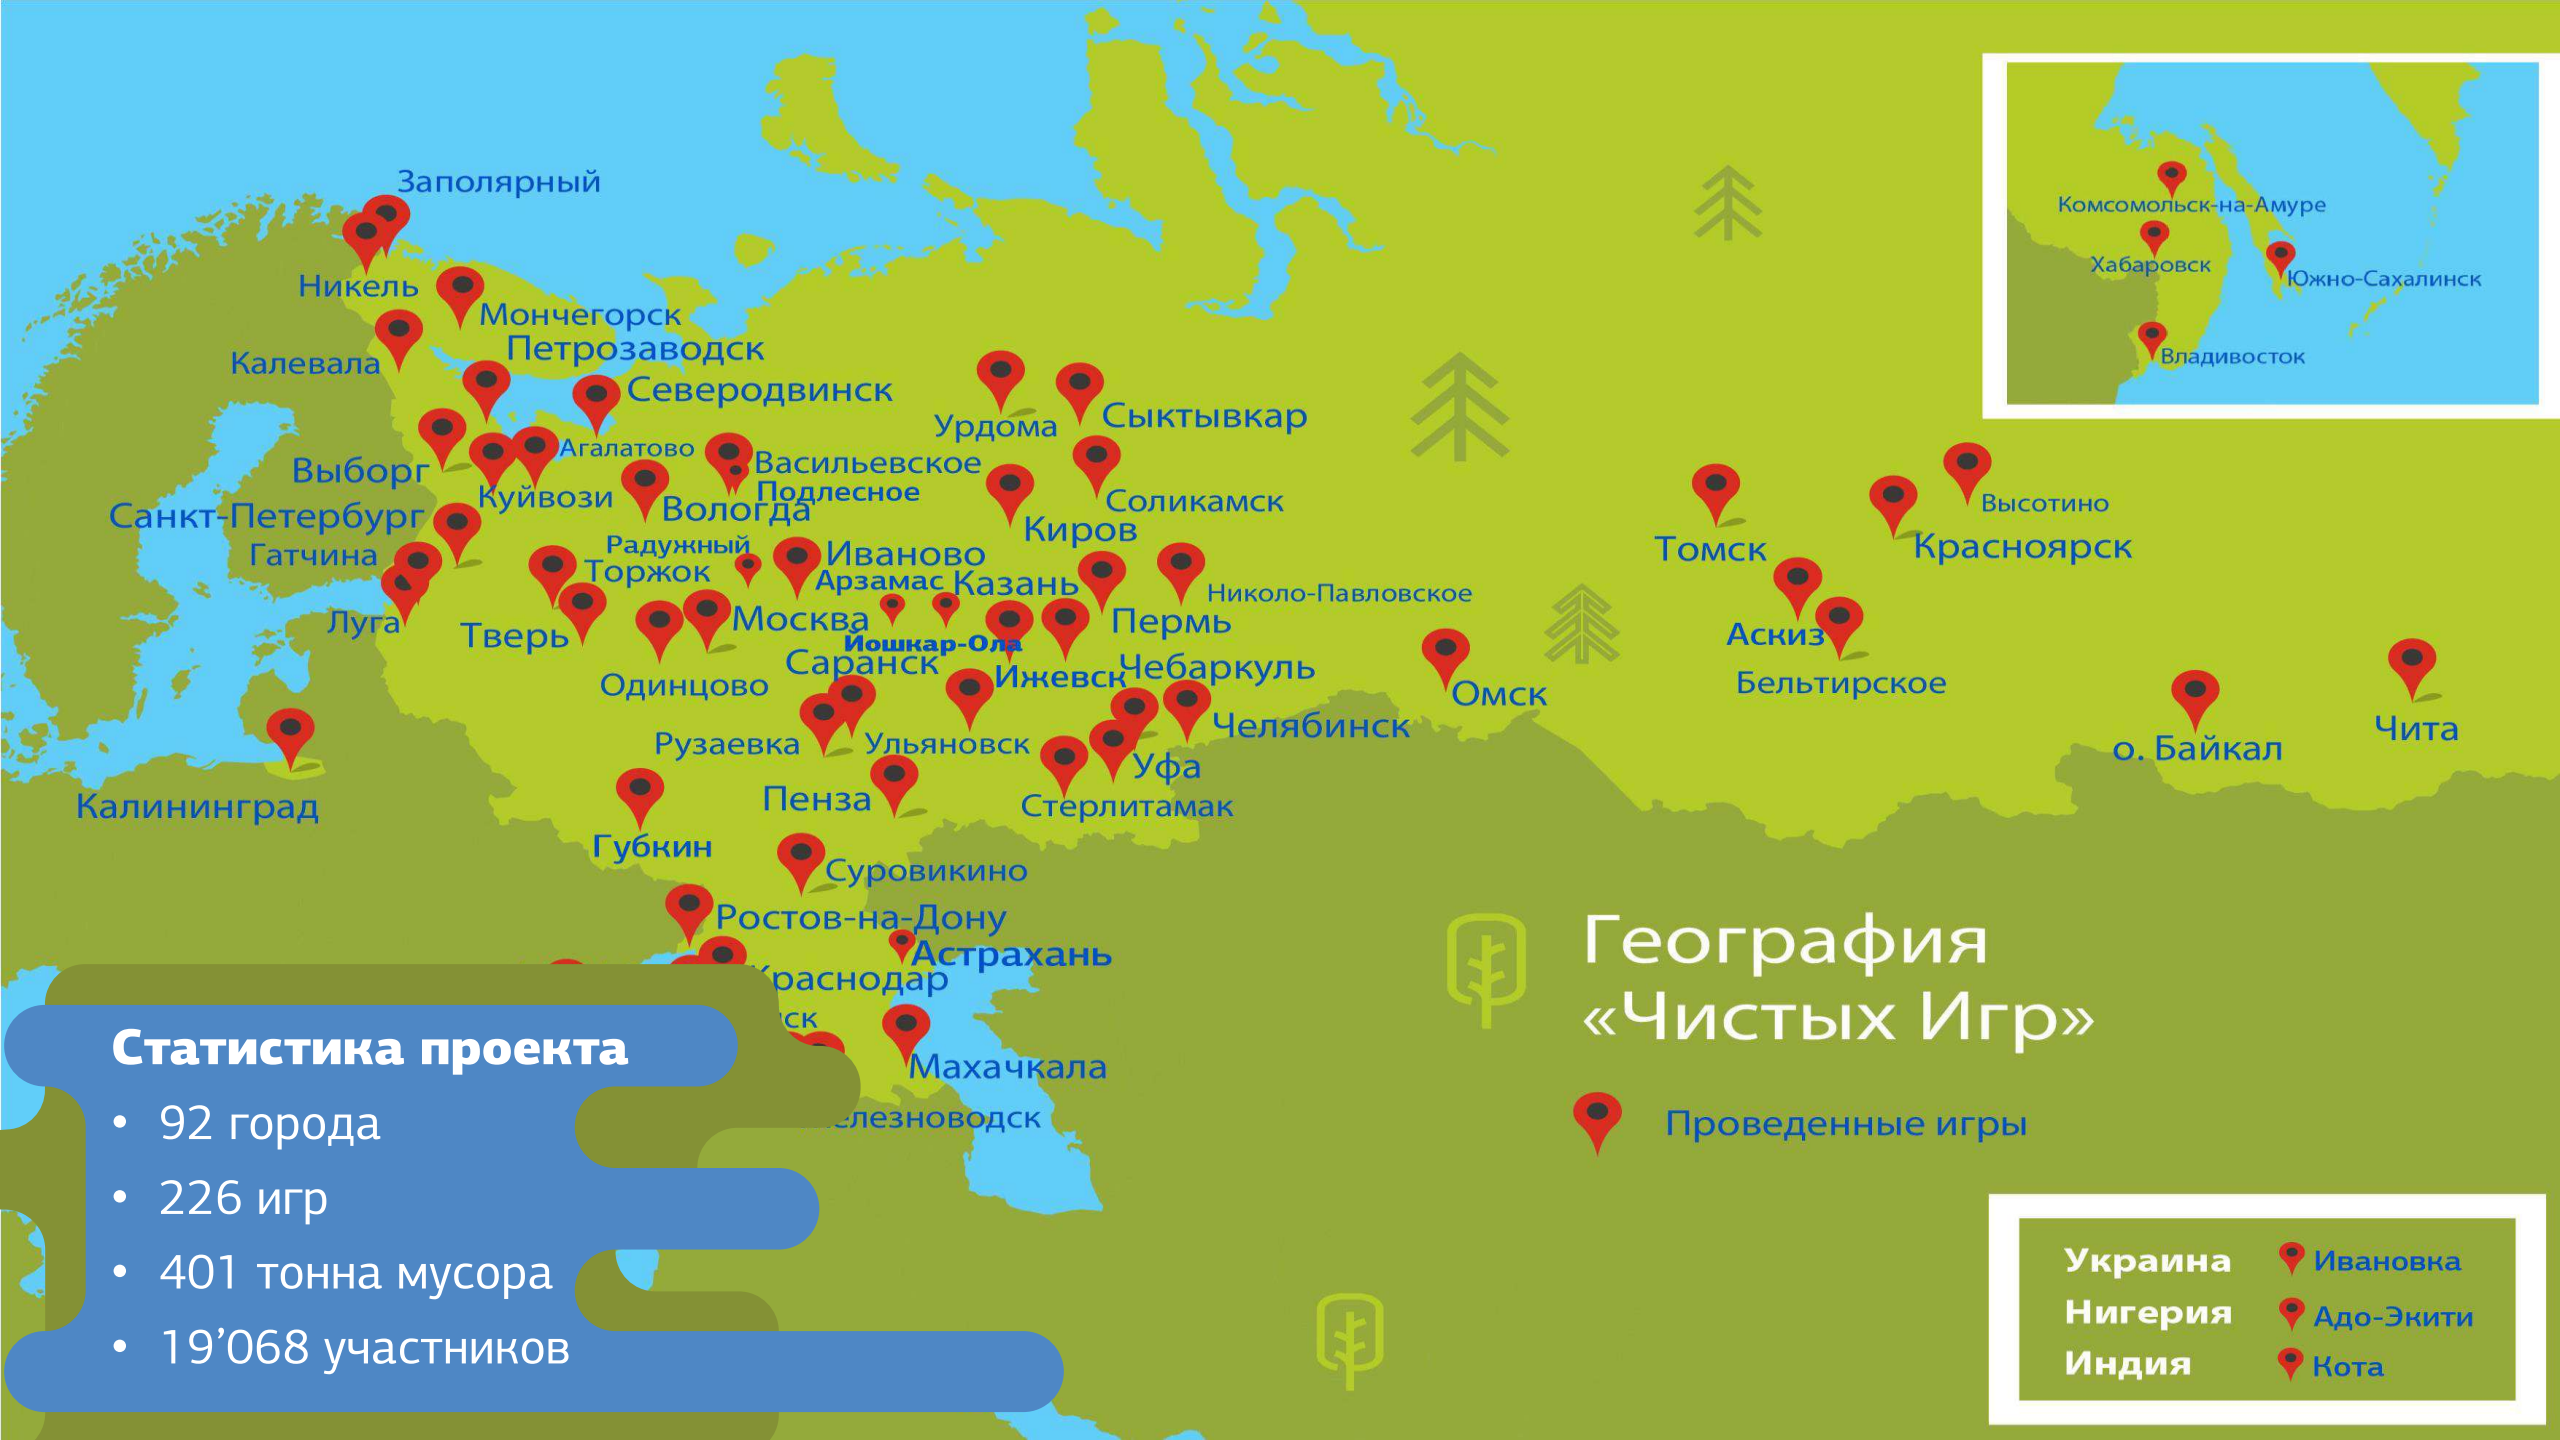 Заполярный
Никель
Мончегорск
Петрозаводск
Калевала
Северодвинск
Урдома
Сыктывкар
Агалатово
Выборг
Васильевское
Подлесное
Куйвози
Вологда
Соликамск
Санкт-Петербург
Киров
Гатчина
Радужный
Иваново
Торжок
Арзамас
Казань
Николо-Павловское
Луга
Тверь
Москва
Пермь
Йошкар-Ола
Саранск
Ижевск
Чебаркуль
Одинцово
Рузаевка
Ульяновск
Челябинск
Уфа
Пенза
Стерлитамак
Калининград
Губкин
Суровикино
Ростов-на-Дону
Астрахань
Краснодар
Махачкала
Омск
Томск
Высотино
Красноярск
Аскиз
Бельтирское
о. Байкал
Чита
Комсомольск-на-Амуре
Хабаровск
Южно-Сахалинск
Владивосток
География
«Чистых Игр»
Проведенные игры
Украина Ивановка
Нигерия Адо-Экити
Индия Кота
Статистика проекта
• 92 города
• 226 игр
• 401 тонна мусора
• 19’068 участников